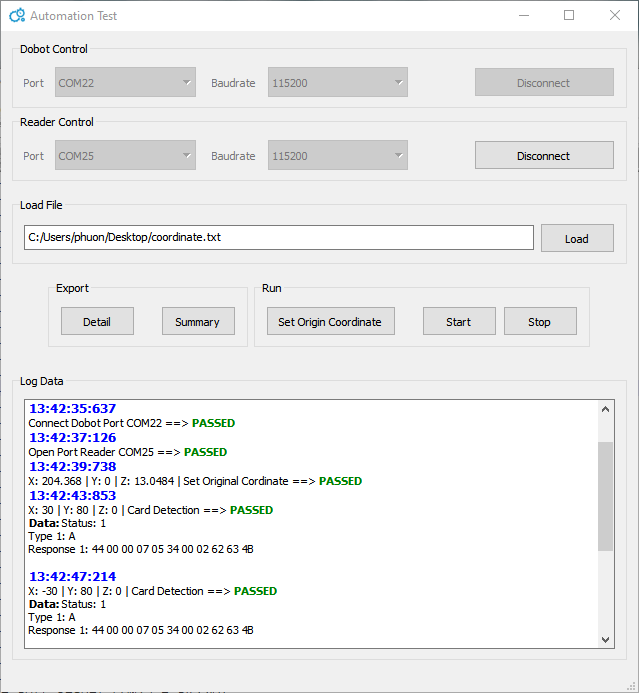 Automation Test
Dobot Control
Port COM22 Baudrate 115200 Disconnect
Reader Control
Port COM25 Baudrate 115200 Disconnect
Load File
C:/Users/phuon/Desktop/coordinate.txt Load
Export Run
Detail Summary Set Origin Coordinate Start Stop
Log Data
13:42:35:637
Connect Dobot Port COM22 ==> PASSED
13:42:37:126
Open Port Reader COM25 ==> PASSED
13:42:39:738
X: 204.368 | Y: 0 | Z: 13.0484 | Set Original Cordinate ==> PASSED
13:42:43:853
X: 30 | Y: 80 | Z: 0 | Card Detection ==> PASSED
Data: Status: 1
Type 1: A
Response 1: 44 00 00 07 05 34 00 02 62 63 4B
13:42:47:214
X: -30 | Y: 80 | Z: 0 | Card Detection ==> PASSED
Data: Status: 1
Type 1: A
Response 1: 44 00 00 07 05 34 00 02 62 63 4B